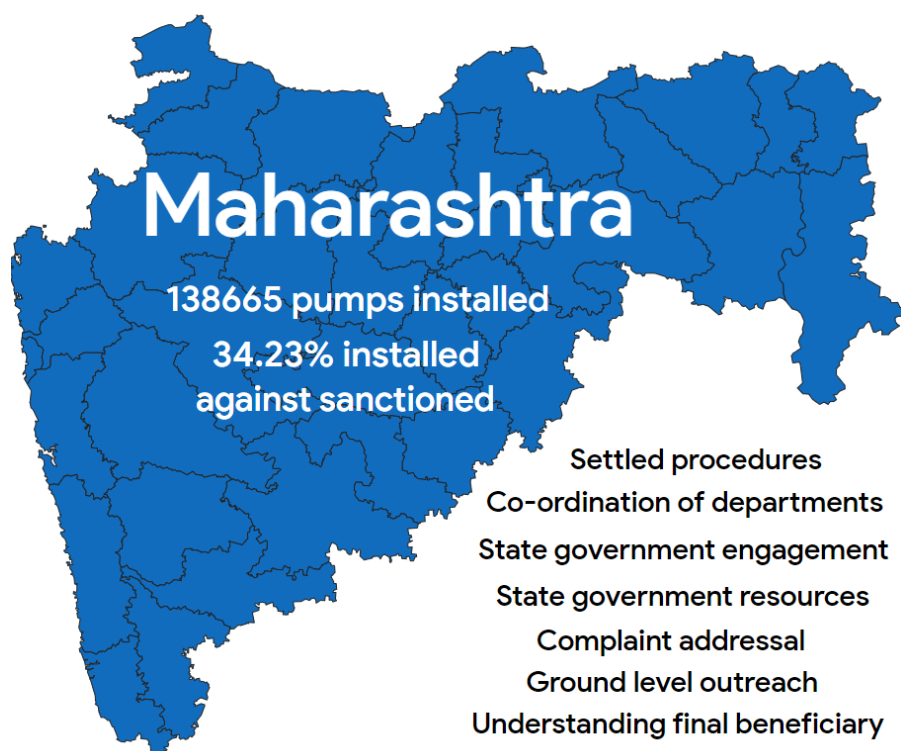 Maharashtra
138665 pumps installed
34.23% installed
against sanctioned
Settled procedures
Co-ordination of departments
State government engagement
State government resources
Complaint addressal
Ground level outreach
Understanding final beneficiary